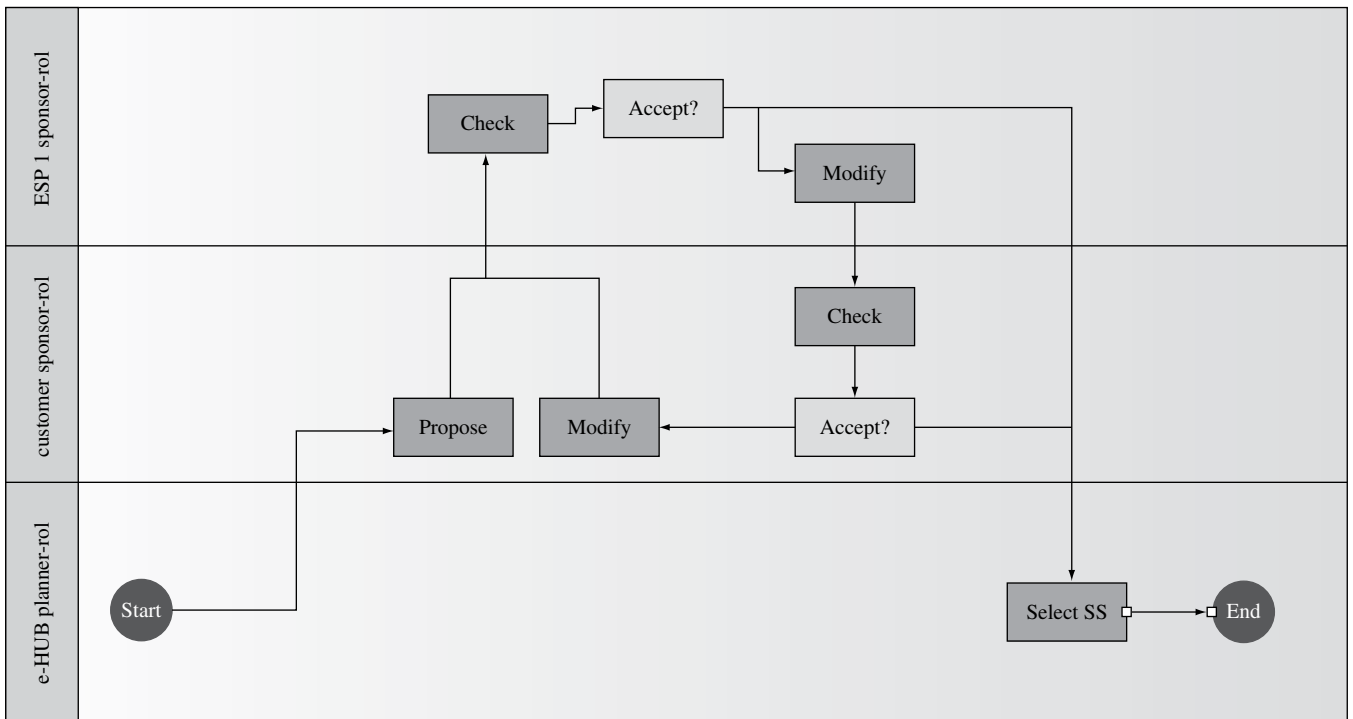 ESP 1 sponsor-rol
Check
Accept?
Modify
customer sponsor-rol
Check
Propose
Modify
Accept?
e-HUB planner-rol
Start
Select SS
End